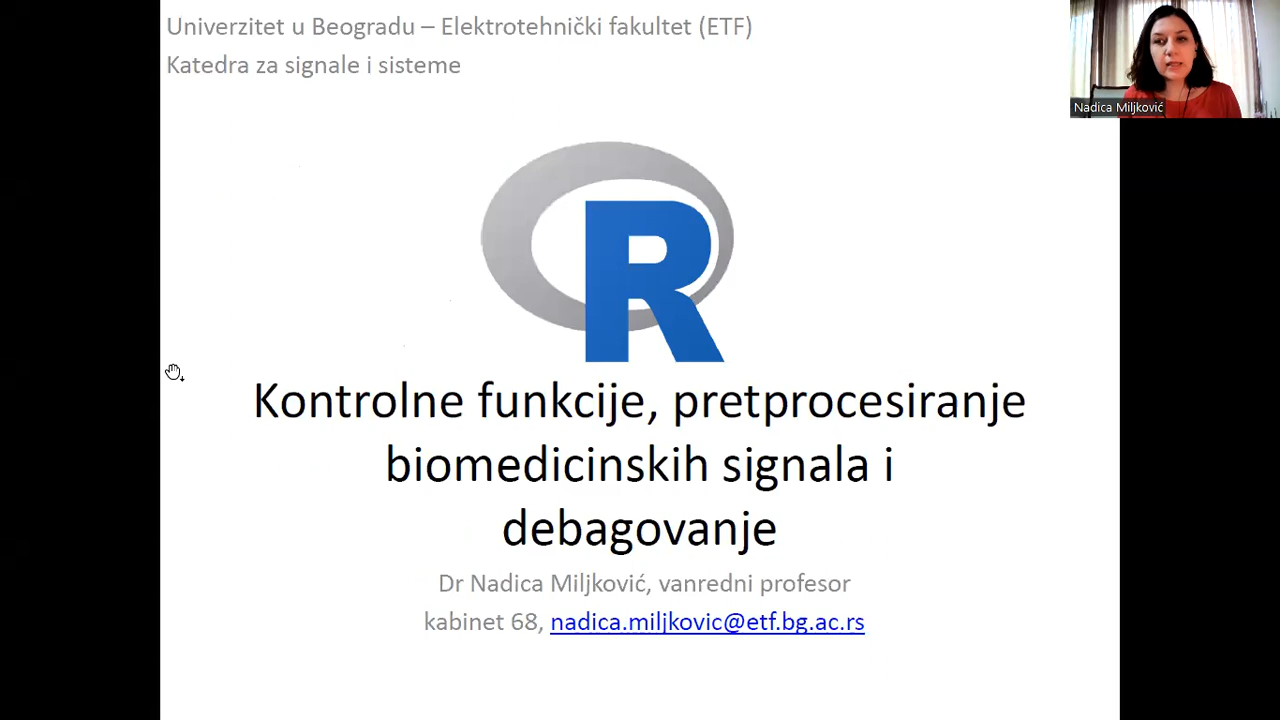 Univerzitet u Beogradu – Elektrotehnički fakultet (ETF)
Katedra za signale i sisteme
Nadica Miljković
R
Kontrolne funkcije, pretprocesiranje
biomedicinskih signala i
debagovanje
Dr Nadica Miljković, vanredni profesor
kabinet 68, nadica.miljkovic@etf.bg.ac.rs